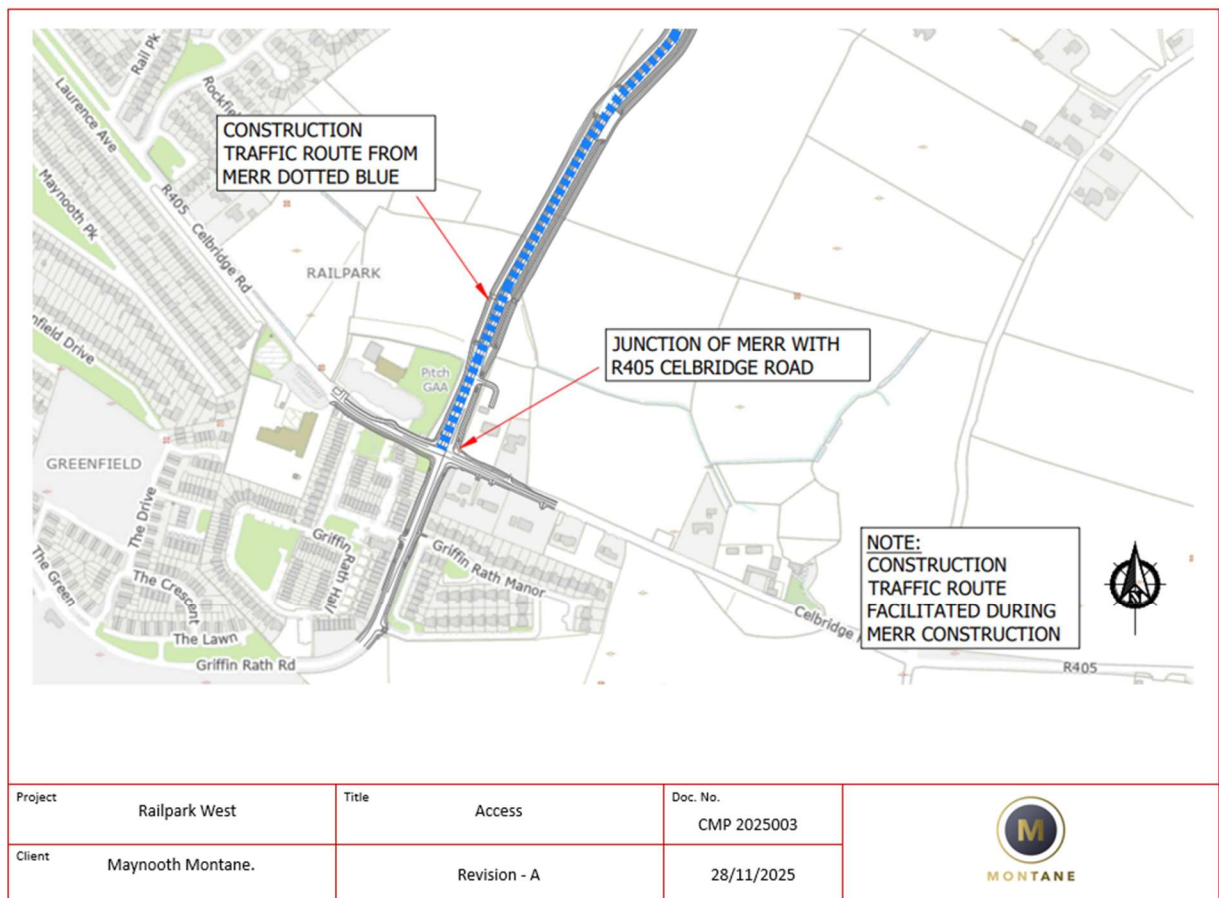 Rail Pk
Laurence Ave
Rockfie
CONSTRUCTION
TRAFFIC ROUTE FROM
MERR DOTTED BLUE
Maynooth Pk
R405
Celbridge Rd
RAILPARK
JUNCTION OF MERR WITH
R405 CELBRIDGE ROAD
nfield Drive
Pitch
GAA
GREENFIELD
The Drive
Griffin Rath Hall
Griffin Rath Manor
NOTE:
CONSTRUCTION
TRAFFIC ROUTE
FACILITATED DURING
MERR CONSTRUCTION
N
The Green
The Crescent
The Lawn
Celbridge
Griffin Rath Rd
R405
Project
Railpark West
Title
Access
Doc. No.
CMP 2025003
M
MONTANE
Client
Maynooth Montane.
Revision - A
28/11/2025